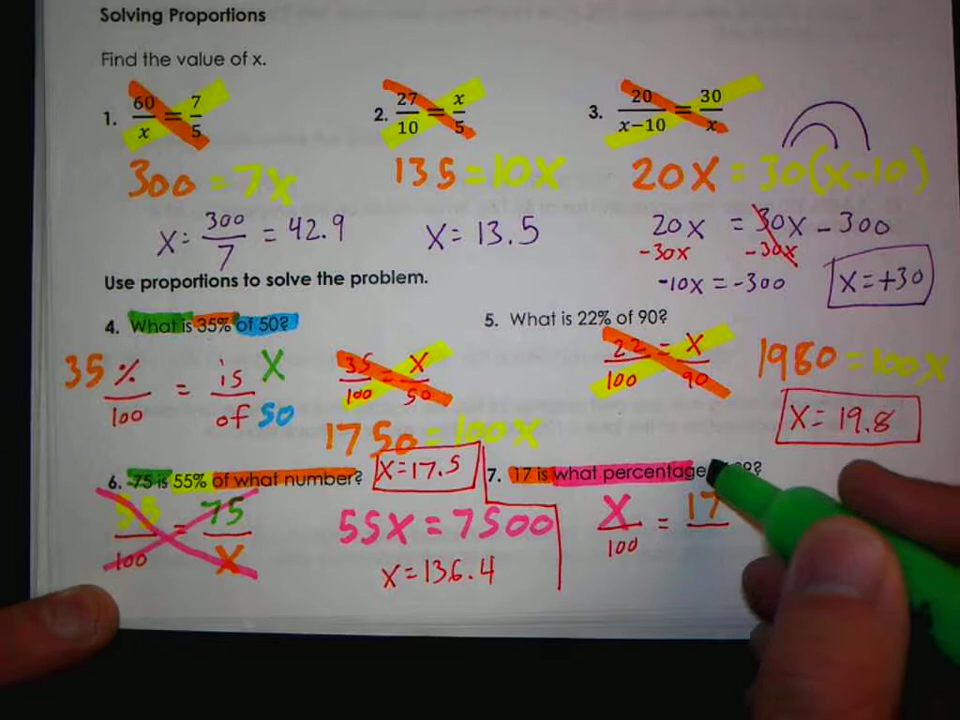 Solving Proportions
Find the value of x.
1. 60/x = 7/5
2. 27/10 = x/5
3. 20/x−10 = 30/x
300 = 7x
135 = 10x
20x = 30(x-10)
x = 300/7 = 42.9
x = 13.5
20x = 30x - 300
-30x -30x
-10x = -300
x = +30
Use proportions to solve the problem.
4. What is 35% of 50?
35 %/100 = is x/of 50
35/100 = x/50
1750 = 100x
x = 17.5
5. What is 22% of 90?
22/100 = x/90
1980 = 100x
x = 19.8
6. 75 is 55% of what number?
55/100 = 75/x
55x = 7500
x = 136.4
7. 17 is what percentage
x/100 = 17